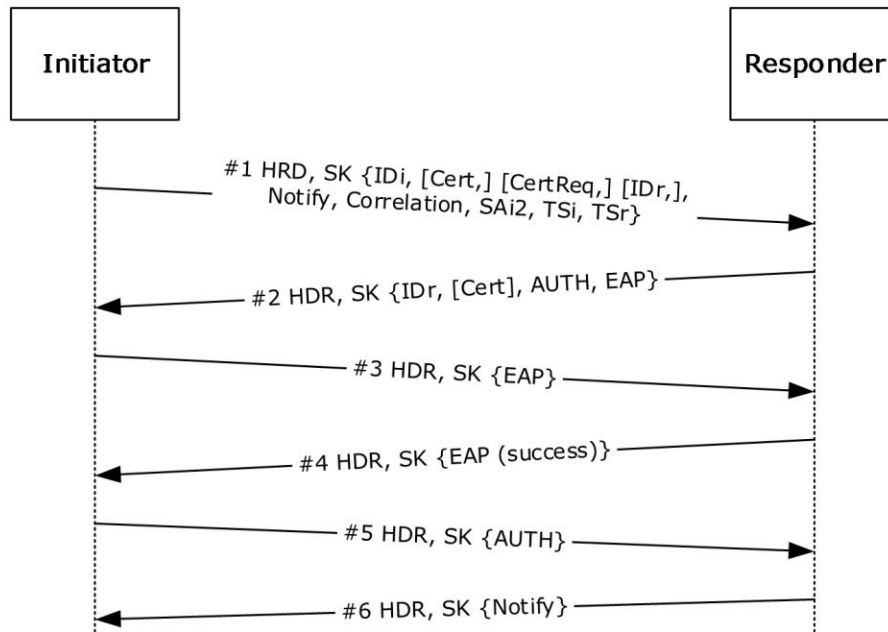 Initiator
Responder
#1 HRD, SK {IDi, [Cert,] [CertReq,] [IDr,],
Notify, Correlation, SAi2, TSi, TSr}
#2 HDR, SK {IDr, [Cert], AUTH, EAP}
#3 HDR, SK {EAP}
#4 HDR, SK {EAP (success)}
#5 HDR, SK {AUTH}
#6 HDR, SK {Notify}